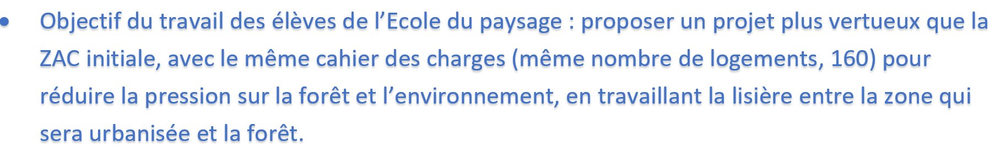 • Objectif du travail des élèves de l’Ecole du paysage : proposer un projet plus vertueux que la
ZAC initiale, avec le même cahier des charges (même nombre de logements, 160) pour
réduire la pression sur la forêt et l’environnement, en travaillant la lisière entre la zone qui
sera urbanisée et la forêt.